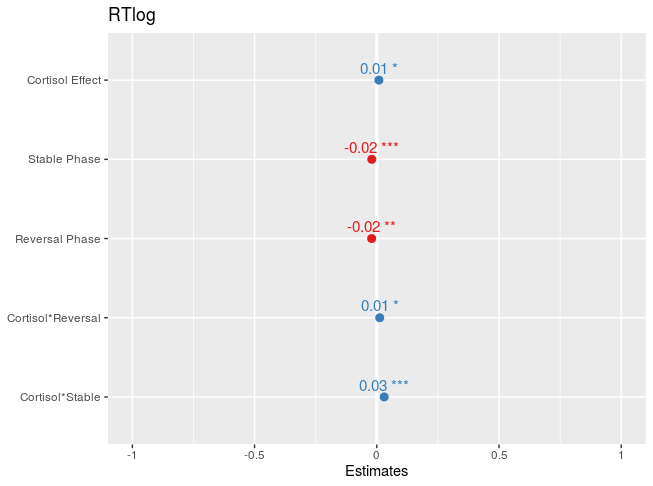 RTlog
Cortisol Effect
0.01 *
Stable Phase
-0.02 ***
Reversal Phase
-0.02 **
Cortisol*Reversal
0.01 *
Cortisol*Stable
0.03 ***
-1 -0.5 0 0.5 1
Estimates